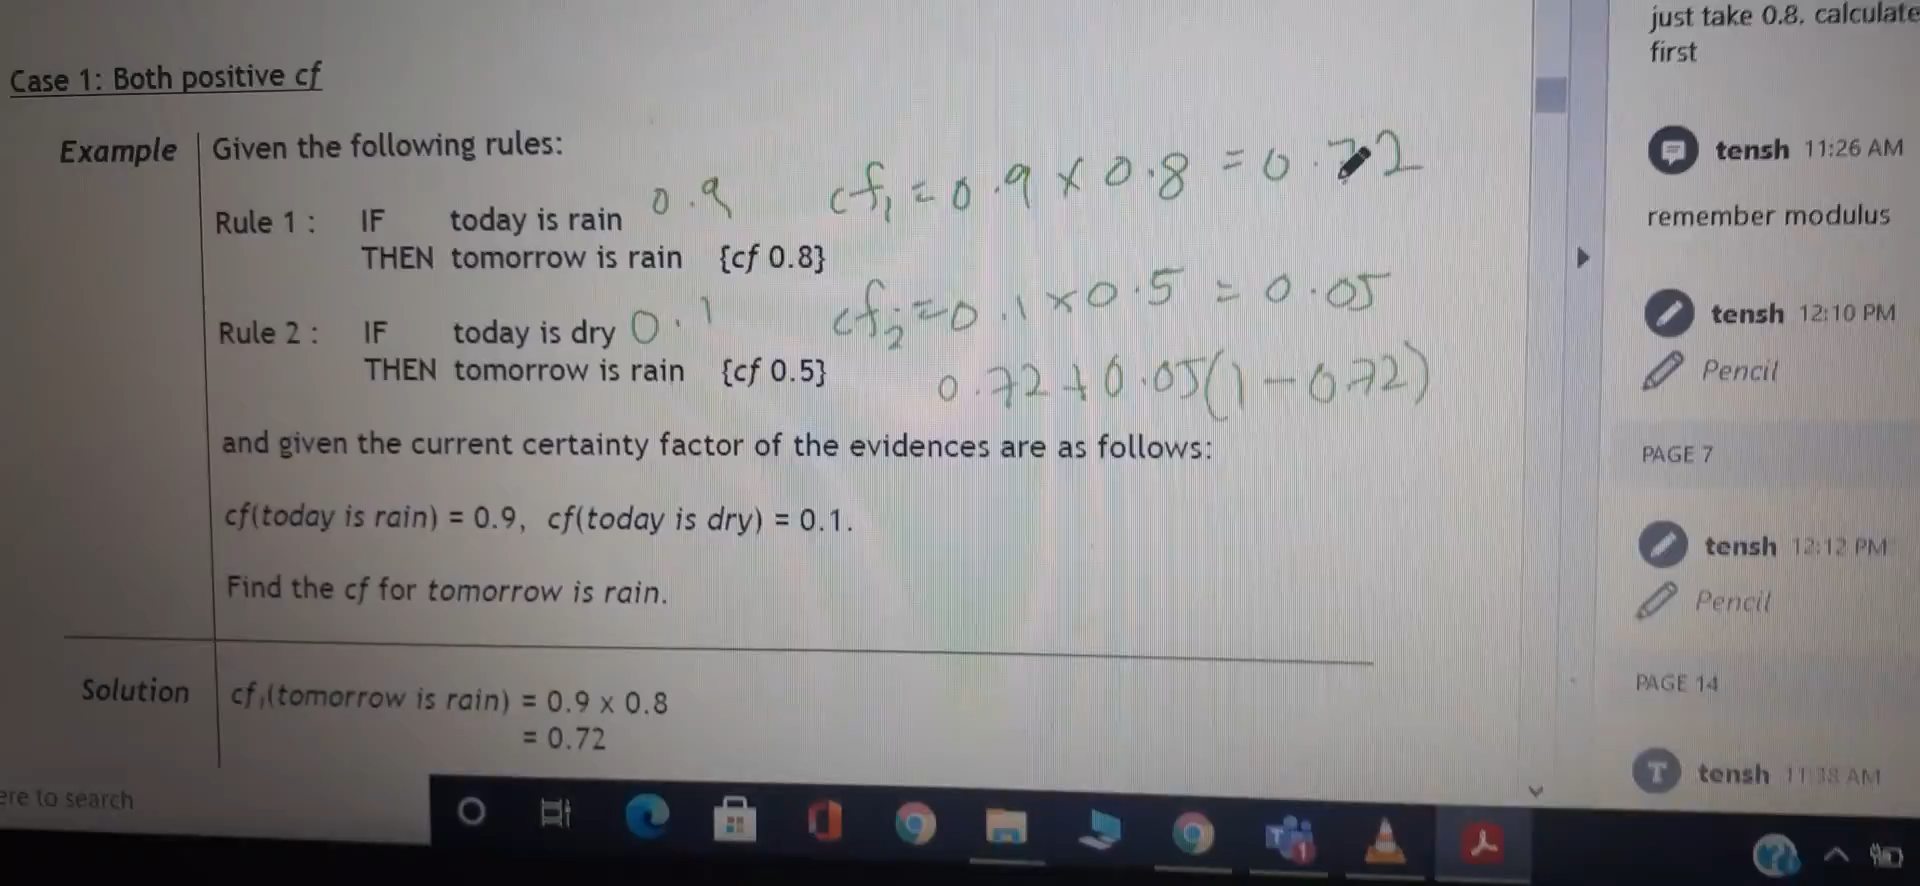 just take 0.8. calculate
first
Case 1: Both positive cf
Example Given the following rules:
0.9 cf1 = 0.9 x 0.8 = 0.72
Rule 1 : IF today is rain
THEN tomorrow is rain {cf 0.8}
cf2 = 0.1 x 0.5 = 0.05
Rule 2 : IF today is dry 0.1
THEN tomorrow is rain {cf 0.5}
0.72 + 0.05(1 - 0.72)
and given the current certainty factor of the evidences are as follows:
cf(today is rain) = 0.9, cf(today is dry) = 0.1.
Find the cf for tomorrow is rain.
Solution cf1(tomorrow is rain) = 0.9 x 0.8
= 0.72
tensh 11:26 AM
remember modulus
tensh 12:10 PM
Pencil
PAGE 7
tensh 12:12 PM
Pencil
PAGE 14
T tensh 11:38 AM
ere to search
1